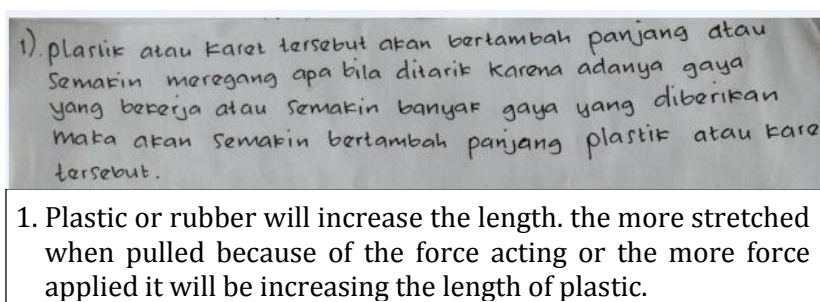 1). plastik atau karet tersebut akan bertambah panjang atau
Semakin meregang apa bila ditarik karena adanya gaya
yang bekerja atau Semakin banyak gaya yang diberikan
maka akan semakin bertambah panjang plastik atau kare
tersebut.
1. Plastic or rubber will increase the length. the more stretched
when pulled because of the force acting or the more force
applied it will be increasing the length of plastic.